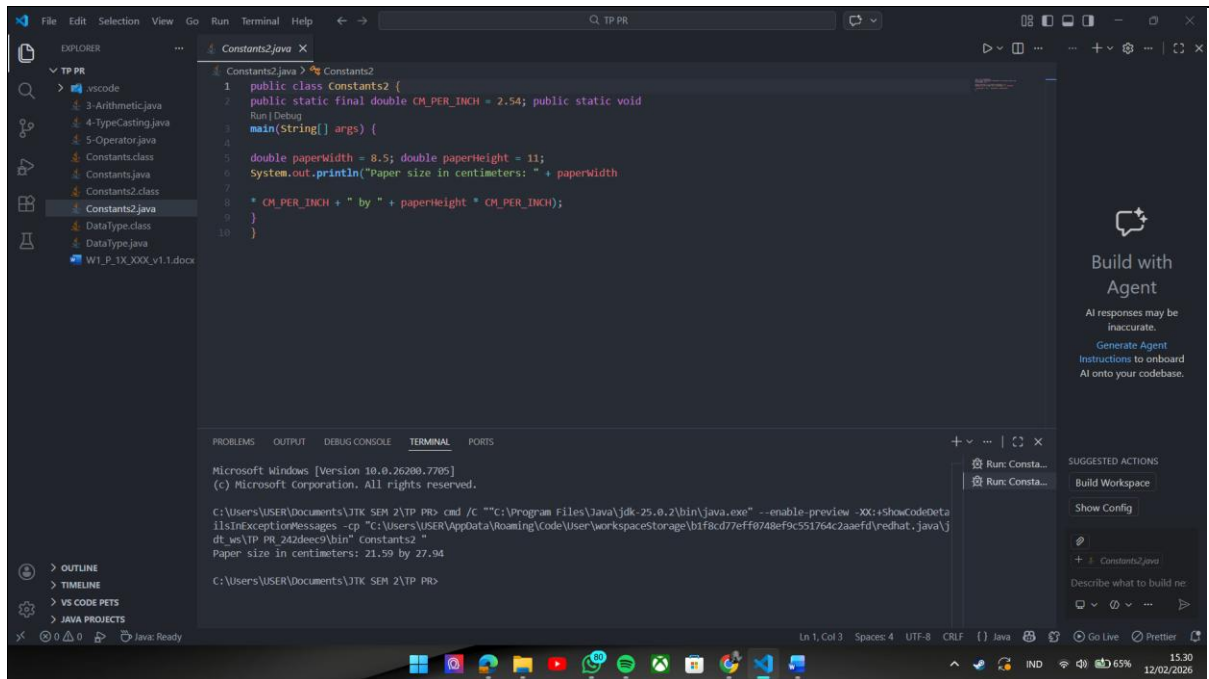 File Edit Selection View Go Run Terminal Help
TP PR
EXPLORER
TP PR
.vscode
3-Arithmetic.java
4-TypeCasting.java
5-Operator.java
Constants.class
Constants.java
Constants2.class
Constants2.java
DataType.class
DataType.java
W1_P_1X_XXX_v1.1.docx
OUTLINE
TIMELINE
VS CODE PETS
JAVA PROJECTS
Constants2.java
Constants2.java > Constants2
1 public class Constants2 {
2 public static final double CM_PER_INCH = 2.54; public static void
Run | Debug
3 main(String[] args) {
4
5 double paperWidth = 8.5; double paperHeight = 11;
6 System.out.println("Paper size in centimeters: " + paperWidth
7
8 * CM_PER_INCH + " by " + paperHeight * CM_PER_INCH);
9 }
10 }
PROBLEMS OUTPUT DEBUG CONSOLE TERMINAL PORTS
Microsoft Windows [Version 10.0.26200.7705]
(c) Microsoft Corporation. All rights reserved.
C:\Users\USER\Documents\JTK SEM 2\TP PR> cmd /C ""C:\Program Files\Java\jdk-25.0.2\bin\java.exe" --enable-preview -XX:+ShowCodeDeta
ilsInExceptionMessages -cp "C:\Users\USER\AppData\Roaming\Code\User\workspaceStorage\b1f8cd77eff0748ef9c551764c2aaefd\redhat.java\j
dt_ws\TP PR_242deec9\bin" Constants2 "
Paper size in centimeters: 21.59 by 27.94
C:\Users\USER\Documents\JTK SEM 2\TP PR>
Run: Consta...
Run: Consta...
Build with
Agent
AI responses may be
inaccurate.
Generate Agent
Instructions to onboard
AI onto your codebase.
SUGGESTED ACTIONS
Build Workspace
Show Config
Constants2.java
Describe what to build ne
0 0 Java: Ready
Ln 1, Col 3 Spaces: 4 UTF-8 CRLF {} Java Go Live Prettier
80
IND
65%
15.30
12/02/2026